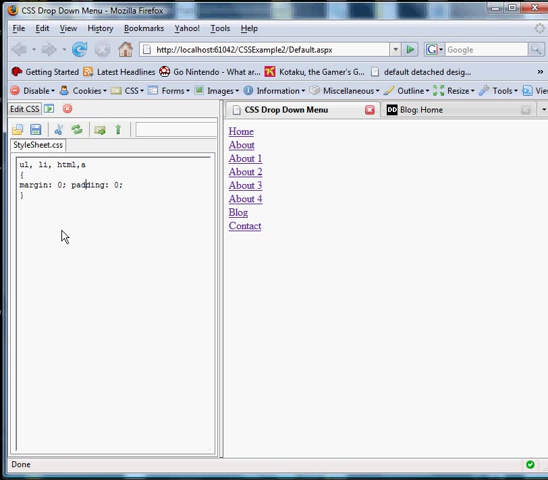 CSS Drop Down Menu - Mozilla Firefox
File Edit View History Bookmarks Yahoo! Tools Help
http://localhost:61042/CSSExample2/Default.aspx
Google
Getting Started Latest Headlines Go Nintendo - What ar... Kotaku, the Gamer's G... default detached desig... »
Disable Cookies CSS Forms Images Information Miscellaneous Outline Resize Tools
Edit CSS
CSS Drop Down Menu
DD Blog: Home
StyleSheet.css
ul, li, html,a
{
margin: 0; padding: 0;
}
Home
About
About 1
About 2
About 3
About 4
Blog
Contact
Done